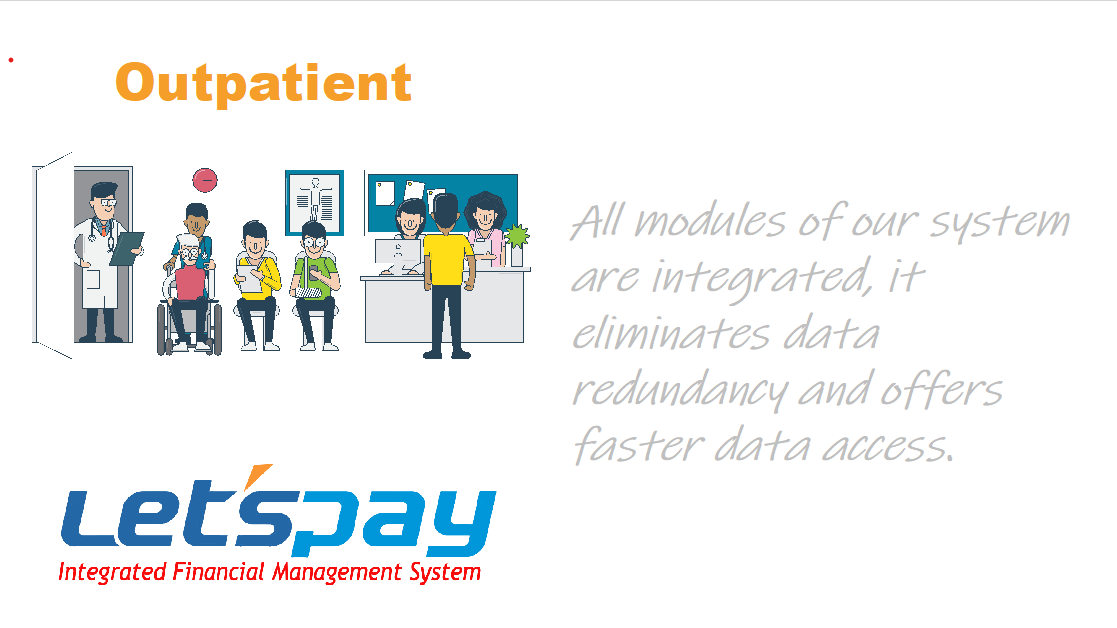 Outpatient
All modules of our system
are integrated, it
eliminates data
redundancy and offers
faster data access.
Let'spay
Integrated Financial Management System